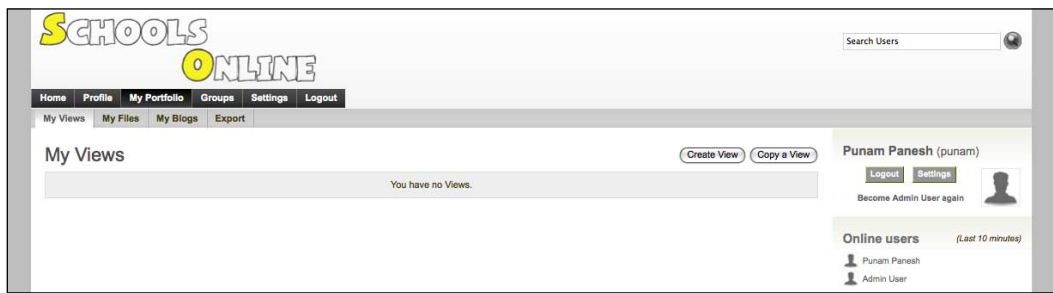 SCHOOLS
ONLINE
Search Users
Home Profile My Portfolio Groups Settings Logout
My Views My Files My Blogs Export
My Views
Create View Copy a View
You have no Views.
Punam Panesh (punam)
Logout Settings
Become Admin User again
Online users (Last 10 minutes)
Punam Panesh
Admin User